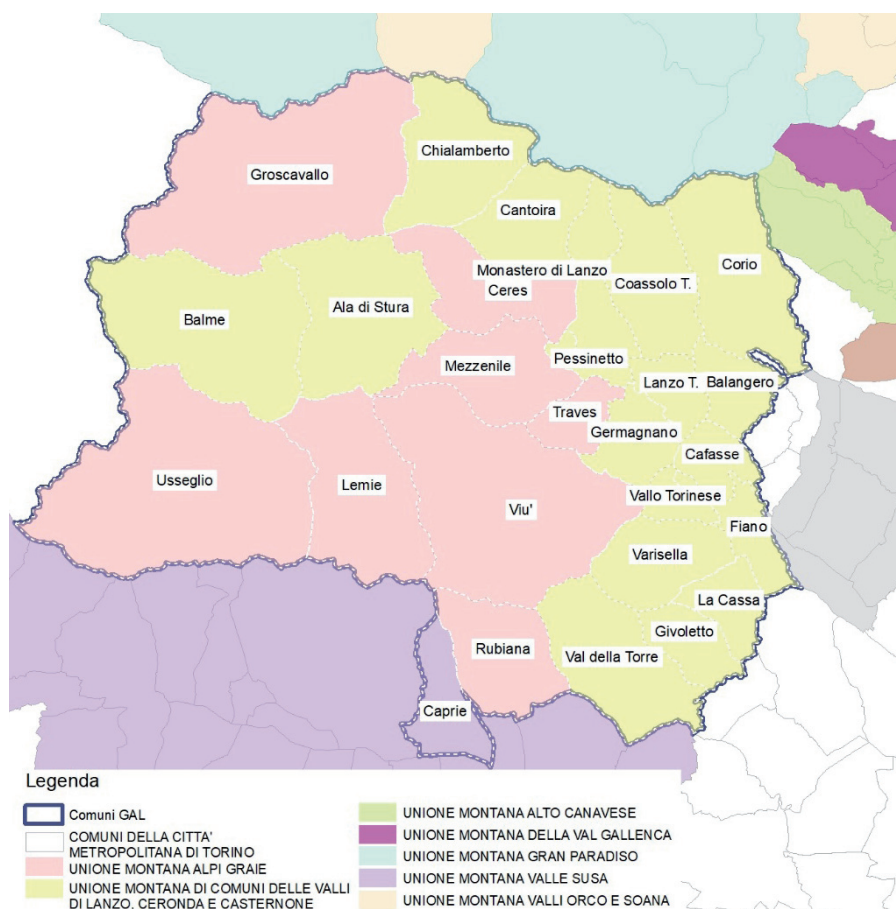 Chialamberto
Groscavallo
Cantoira
Monastero di Lanzo
Ceres
Coassolo T.
Corio
Ala di Stura
Balme
Pessinetto
Mezzenile
Lanzo T.
Balangero
Traves
Germagnano
Cafasse
Usseglio
Lemie
Vallo Torinese
Viu'
Fiano
Varisella
La Cassa
Givoletto
Rubiana
Val della Torre
Caprie
Legenda
Comuni GAL
COMUNI DELLA CITTA'
METROPOLITANA DI TORINO
UNIONE MONTANA ALPI GRAIE
UNIONE MONTANA DI COMUNI DELLE VALLI
DI LANZO, CERONDA E CASTERNONE
UNIONE MONTANA ALTO CANAVESE
UNIONE MONTANA DELLA VAL GALLENCA
UNIONE MONTANA GRAN PARADISO
UNIONE MONTANA VALLE SUSA
UNIONE MONTANA VALLI ORCO E SOANA